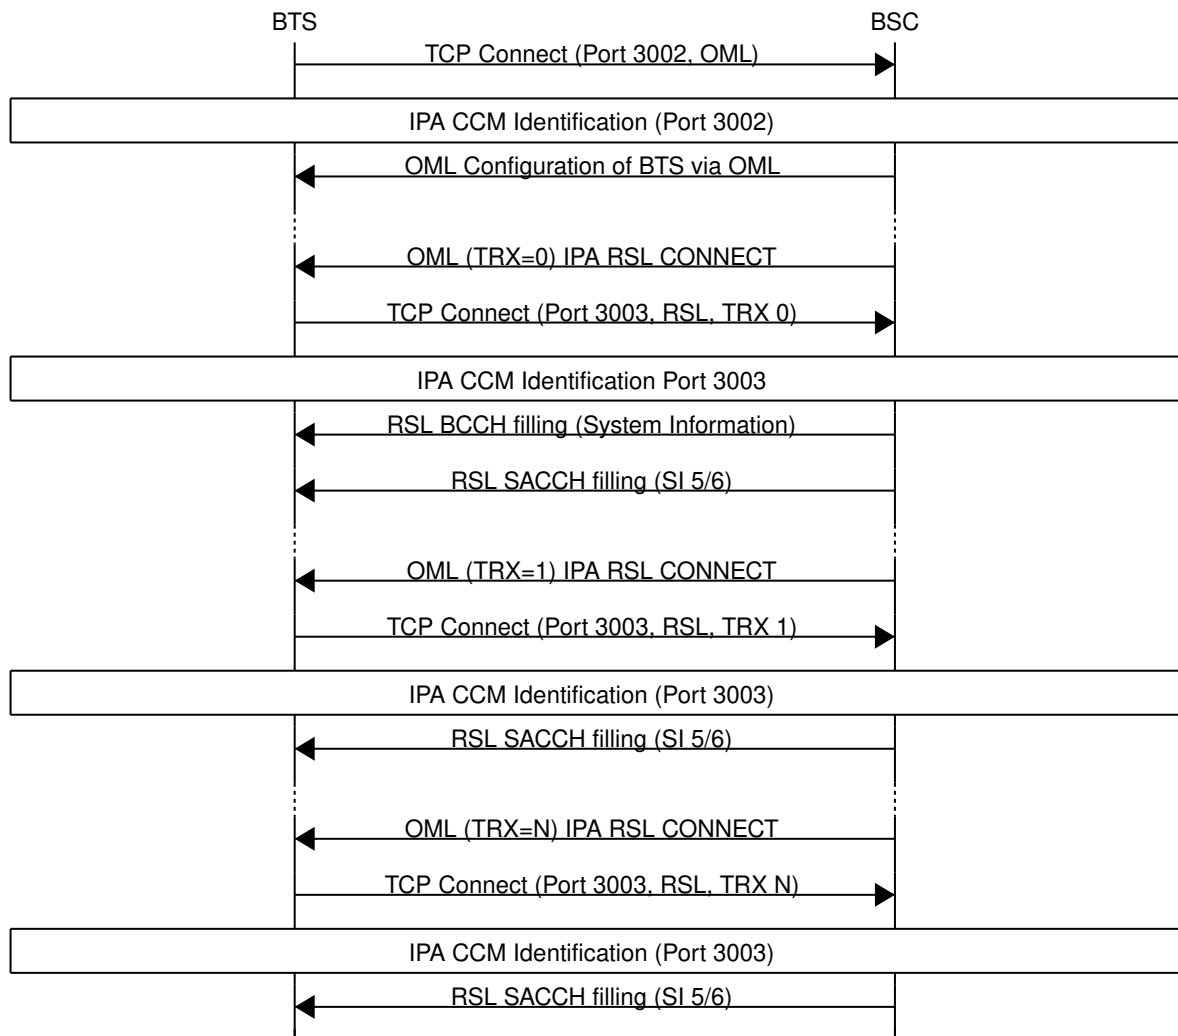 BTS BSC
TCP Connect (Port 3002, OML)
IPA CCM Identification (Port 3002)
OML Configuration of BTS via OML
OML (TRX=0) IPA RSL CONNECT
TCP Connect (Port 3003, RSL, TRX 0)
IPA CCM Identification Port 3003
RSL BCCH filling (System Information)
RSL SACCH filling (SI 5/6)
OML (TRX=1) IPA RSL CONNECT
TCP Connect (Port 3003, RSL, TRX 1)
IPA CCM Identification (Port 3003)
RSL SACCH filling (SI 5/6)
OML (TRX=N) IPA RSL CONNECT
TCP Connect (Port 3003, RSL, TRX N)
IPA CCM Identification (Port 3003)
RSL SACCH filling (SI 5/6)